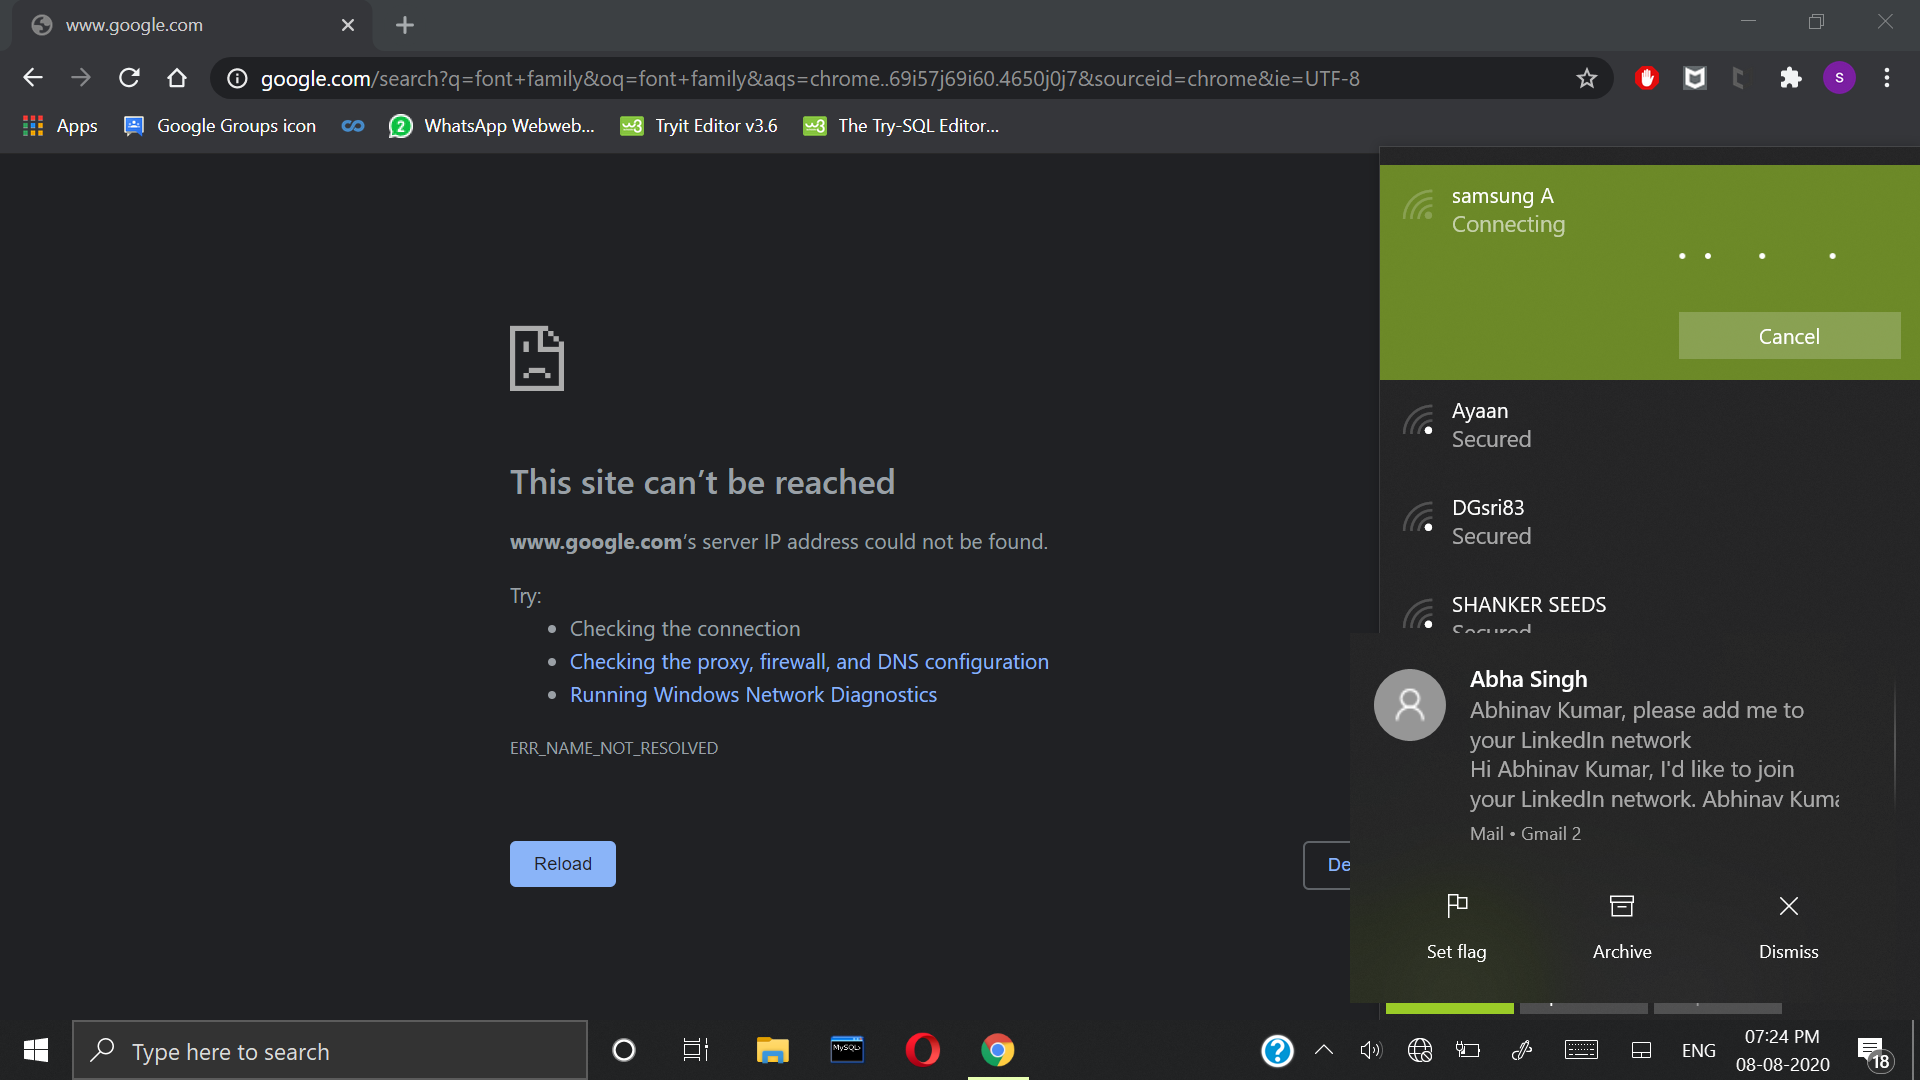 www.google.com
google.com/search?q=font+family&oq=font+family&aqs=chrome..69i57j69i60.4650j0j7&sourceid=chrome&ie=UTF-8
S
Apps
Google Groups icon
2
WhatsApp Webweb...
Tryit Editor v3.6
The Try-SQL Editor...
This site can't be reached
www.google.com's server IP address could not be found.
Try:
Checking the connection
Checking the proxy, firewall, and DNS configuration
Running Windows Network Diagnostics
ERR_NAME_NOT_RESOLVED
Reload
De
samsung A
Connecting
Cancel
Ayaan
Secured
DGsri83
Secured
SHANKER SEEDS
Secured
Abha Singh
Abhinav Kumar, please add me to
your LinkedIn network
Hi Abhinav Kumar, I'd like to join
your LinkedIn network. Abhinav Kuma
Mail • Gmail 2
Set flag
Archive
Dismiss
Type here to search
MySQL
ENG
07:24 PM
08-08-2020
18